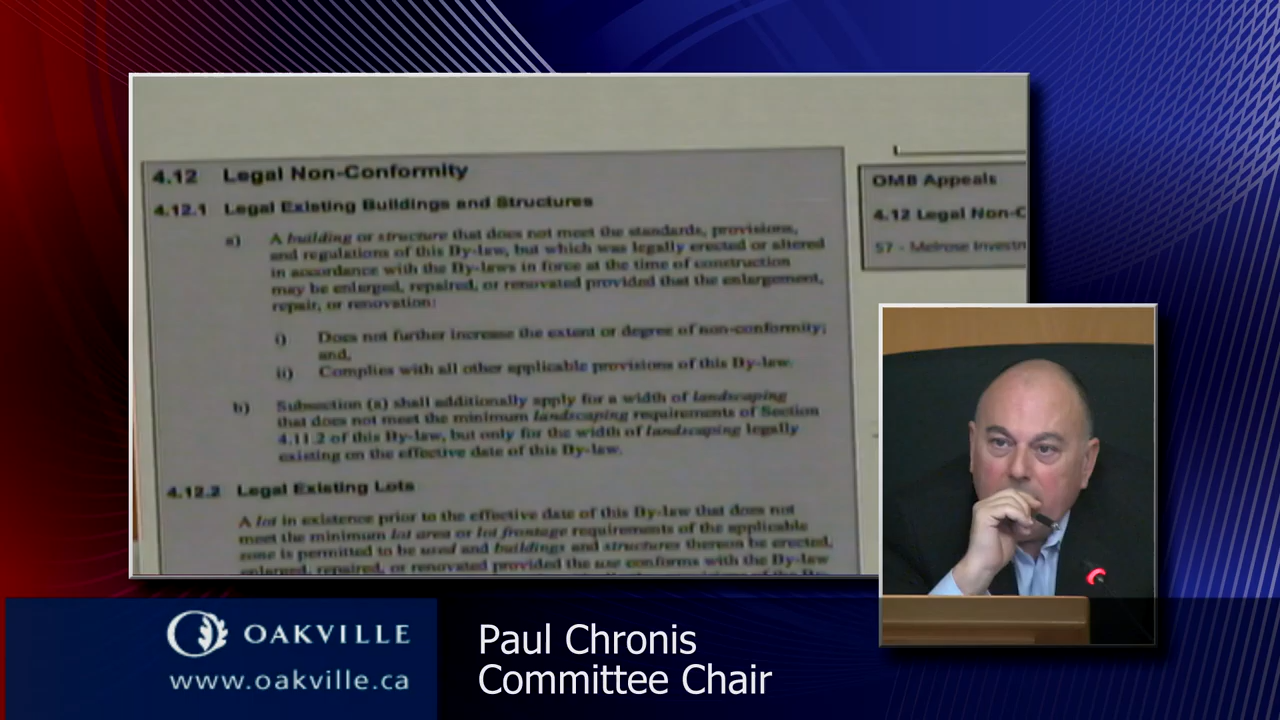 4.12 Legal Non-Conformity
4.12.1 Legal Existing Buildings and Structures
a) A building or structure that does not meet the standards, provisions,
and regulations of this By-law, but which was legally erected or altered
in accordance with the By-laws in force at the time of construction
may be enlarged, repaired, or renovated provided that the enlargement,
repair, or renovation:
i) Does not further increase the extent or degree of non-conformity;
and,
ii) Complies with all other applicable provisions of this By-law.
b) Subsection (a) shall additionally apply for a width of landscaping
that does not meet the minimum landscaping requirements of Section
4.11.2 of this By-law, but only for the width of landscaping legally
existing on the effective date of this By-law.
4.12.2 Legal Existing Lots
A lot in existence prior to the effective date of this By-law that does not
meet the minimum lot area or lot frontage requirements of the applicable
zone is permitted to be used and buildings and structures thereon be erected,
enlarged, repaired, or renovated provided the use conforms with the By-law
OMB Appeals
4.12 Legal Non-C
57 - Melrose Investm
OAKVILLE
www.oakville.ca
Paul Chronis
Committee Chair